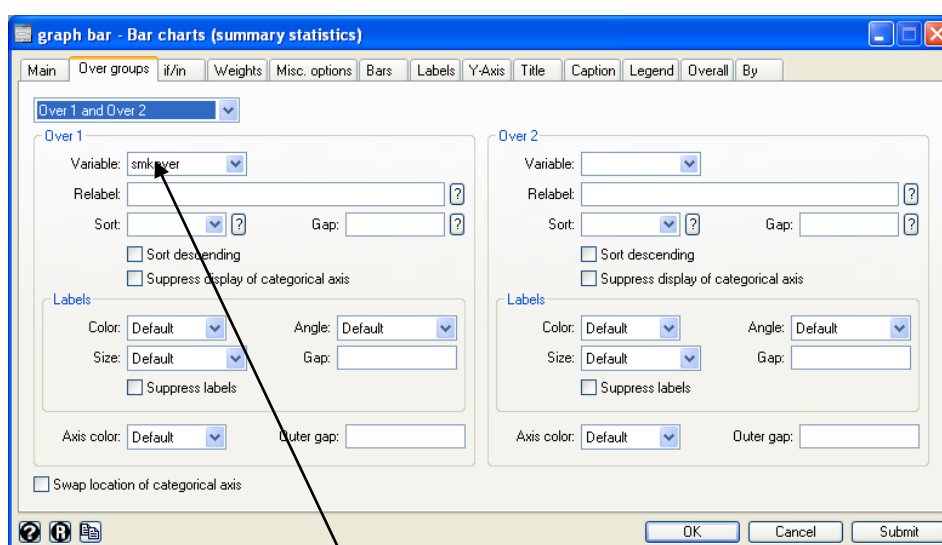 graph bar - Bar charts (summary statistics)
Main Over groups if/in Weights Misc. options Bars Labels Y-Axis Title Caption Legend Overall By
Over 1 and Over 2
Over 1
Variable: smkever
Relabel: ?
Sort: ? Gap: ?
Sort descending
Suppress display of categorical axis
Labels
Color: Default Angle: Default
Size: Default Gap:
Suppress labels
Axis color: Default Outer gap:
Over 2
Variable:
Relabel: ?
Sort: ? Gap: ?
Sort descending
Suppress display of categorical axis
Labels
Color: Default Angle: Default
Size: Default Gap:
Suppress labels
Axis color: Default Outer gap:
Swap location of categorical axis
? R OK Cancel Submit